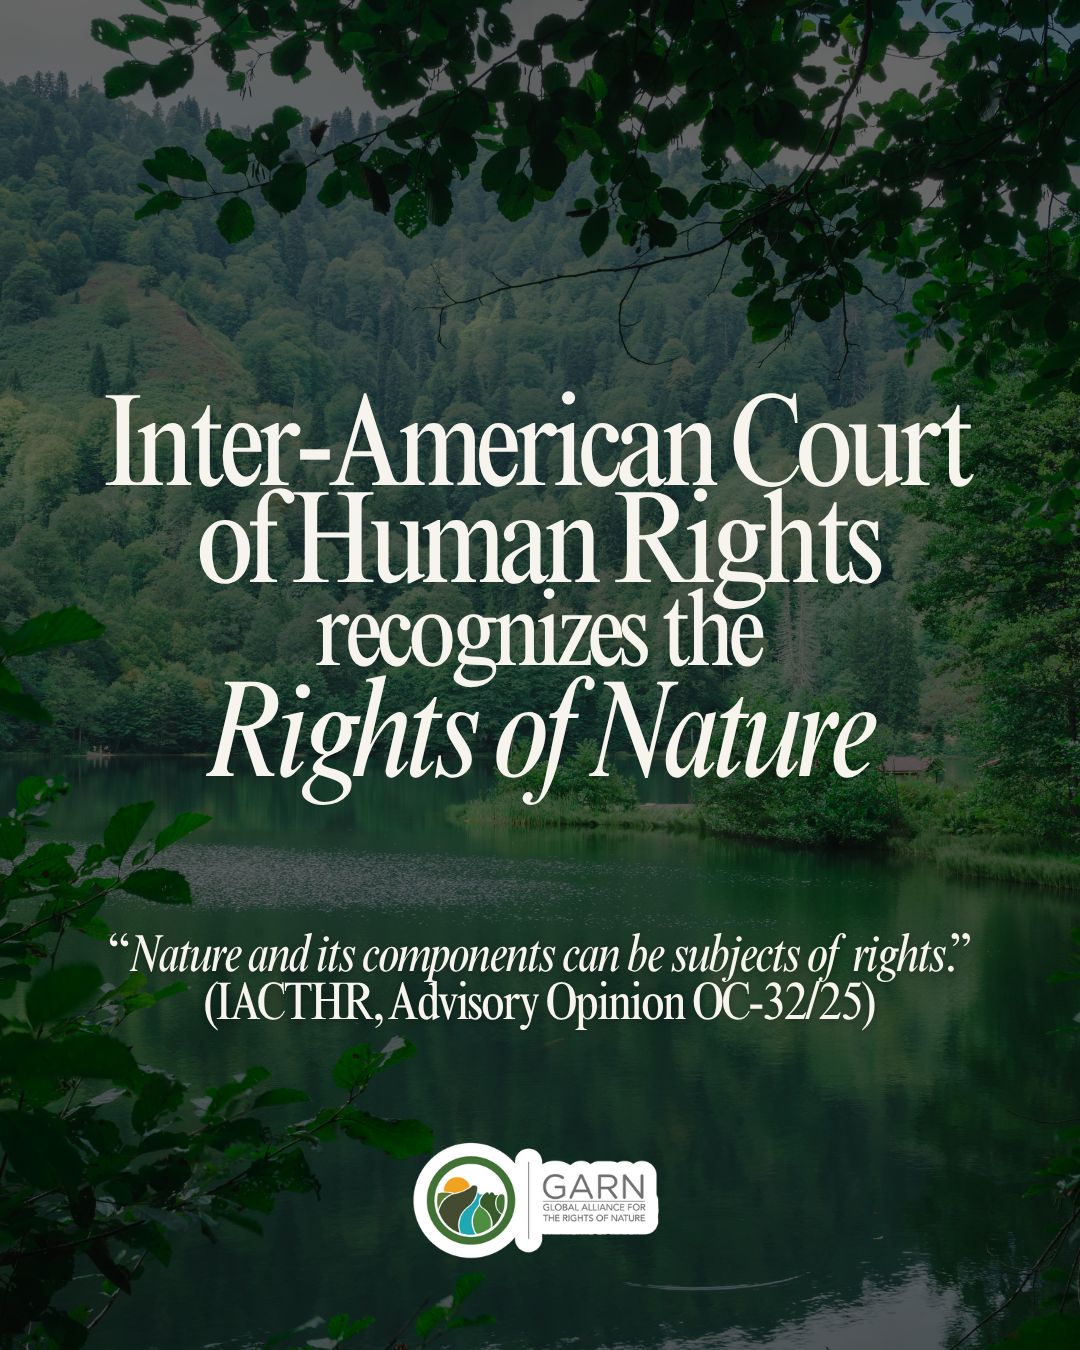 Inter-American Court
of Human Rights
recognizes the
Rights of Nature
“Nature and its components can be subjects of rights.”
(IACTHR, Advisory Opinion OC-32/25)
GARN
GLOBAL ALLIANCE FOR
THE RIGHTS OF NATURE